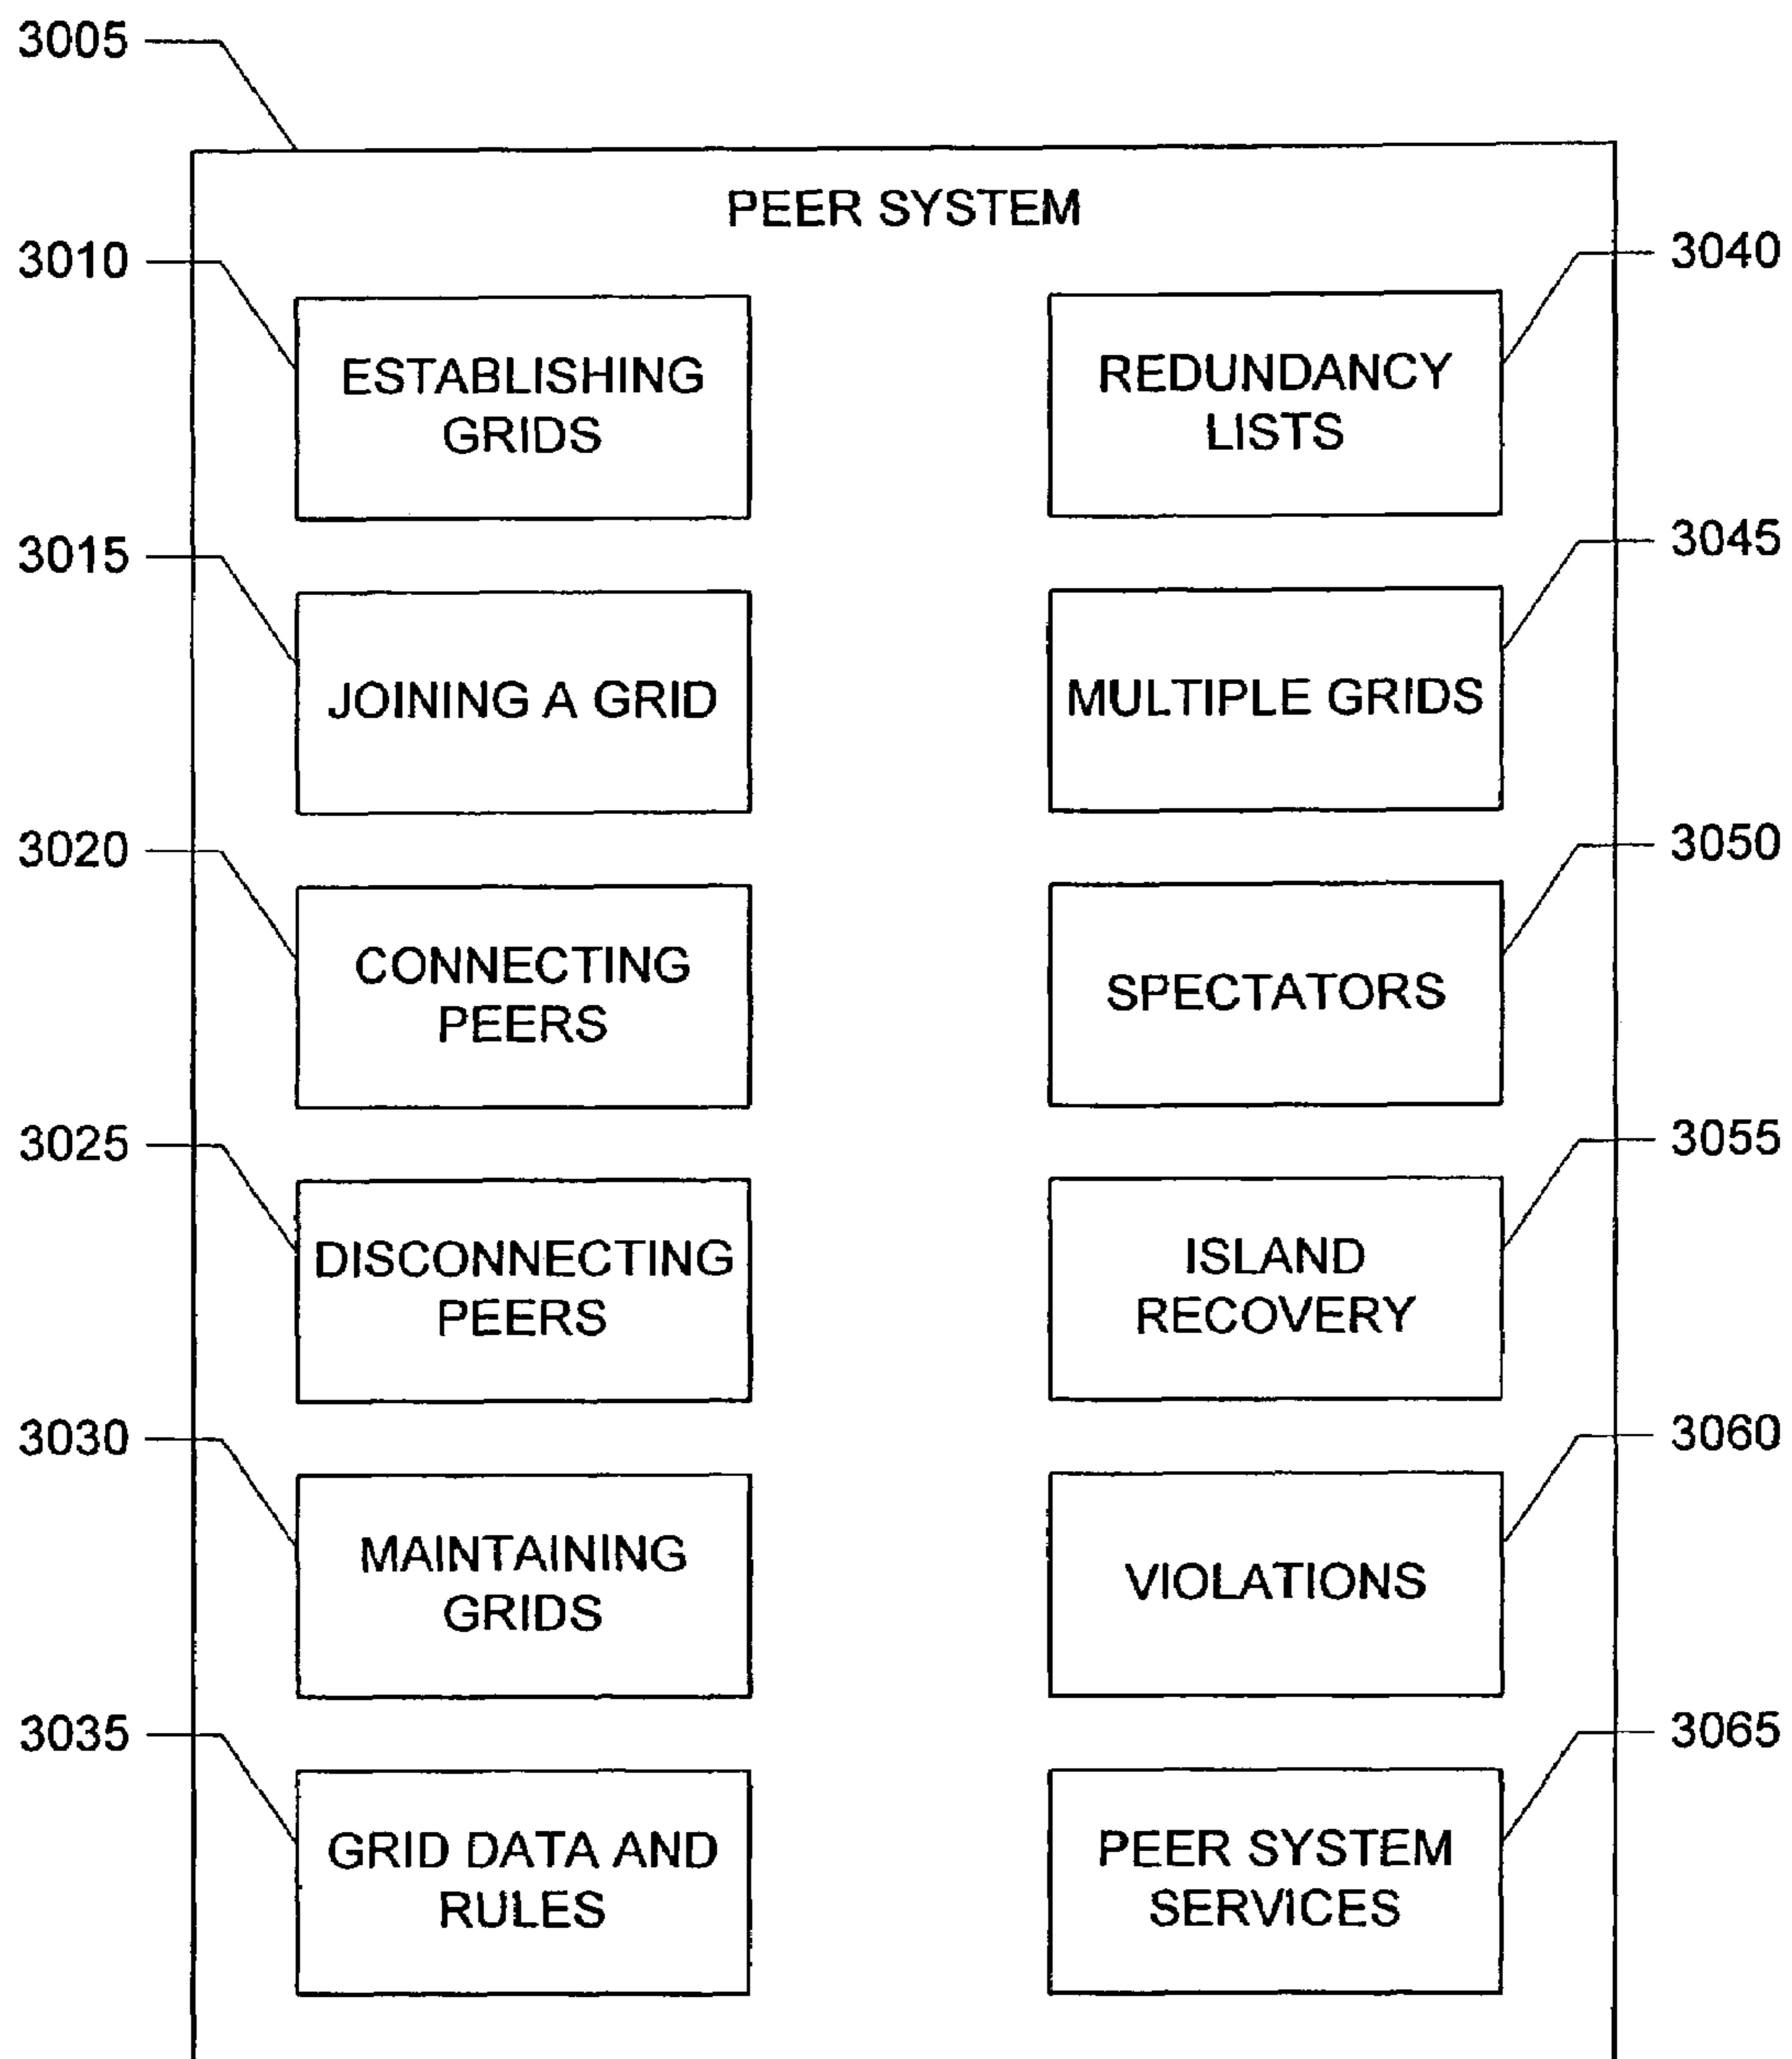 3005
PEER SYSTEM
3010
ESTABLISHING
GRIDS
3015
JOINING A GRID
3020
CONNECTING
PEERS
3025
DISCONNECTING
PEERS
3030
MAINTAINING
GRIDS
3035
GRID DATA AND
RULES
3040
REDUNDANCY
LISTS
3045
MULTIPLE GRIDS
3050
SPECTATORS
3055
ISLAND
RECOVERY
3060
VIOLATIONS
3065
PEER SYSTEM
SERVICES